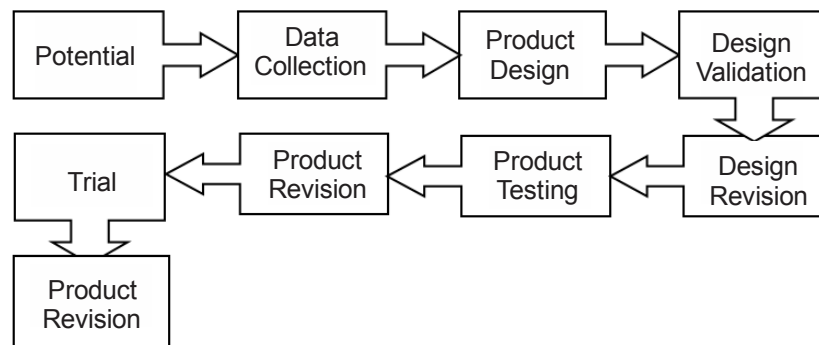 Potential
Data
Collection
Product
Design
Design
Validation
Design
Revision
Product
Testing
Product
Revision
Trial
Product
Revision